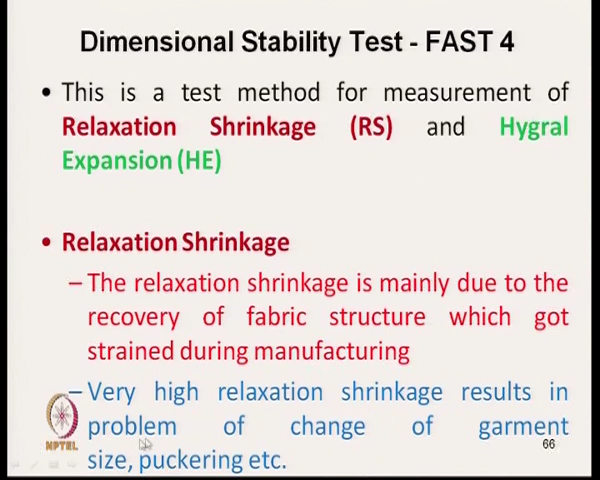 Dimensional Stability Test - FAST 4
• This is a test method for measurement of
Relaxation Shrinkage (RS) and Hygral
Expansion (HE)
• Relaxation Shrinkage
– The relaxation shrinkage is mainly due to the
recovery of fabric structure which got
strained during manufacturing
– Very high relaxation shrinkage results in
problem of change of garment
size, puckering etc.
NPTEL
66